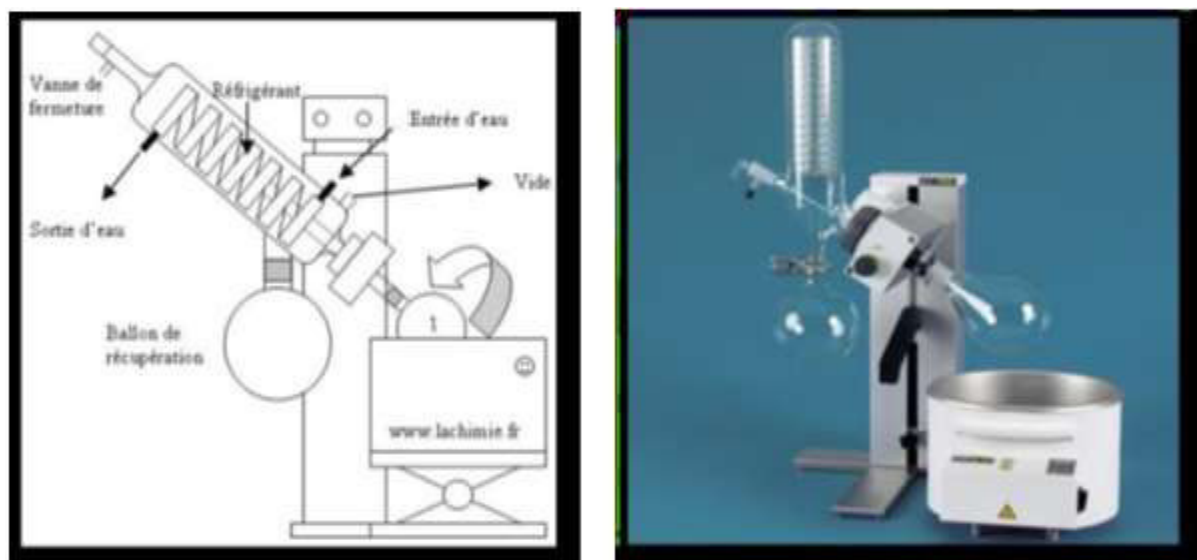 Vanne de
fermeture
Réfrigérant
Entrée d'eau
Vide
Sortie d'eau
Ballon de
récupération
1
www.lachimie.fr